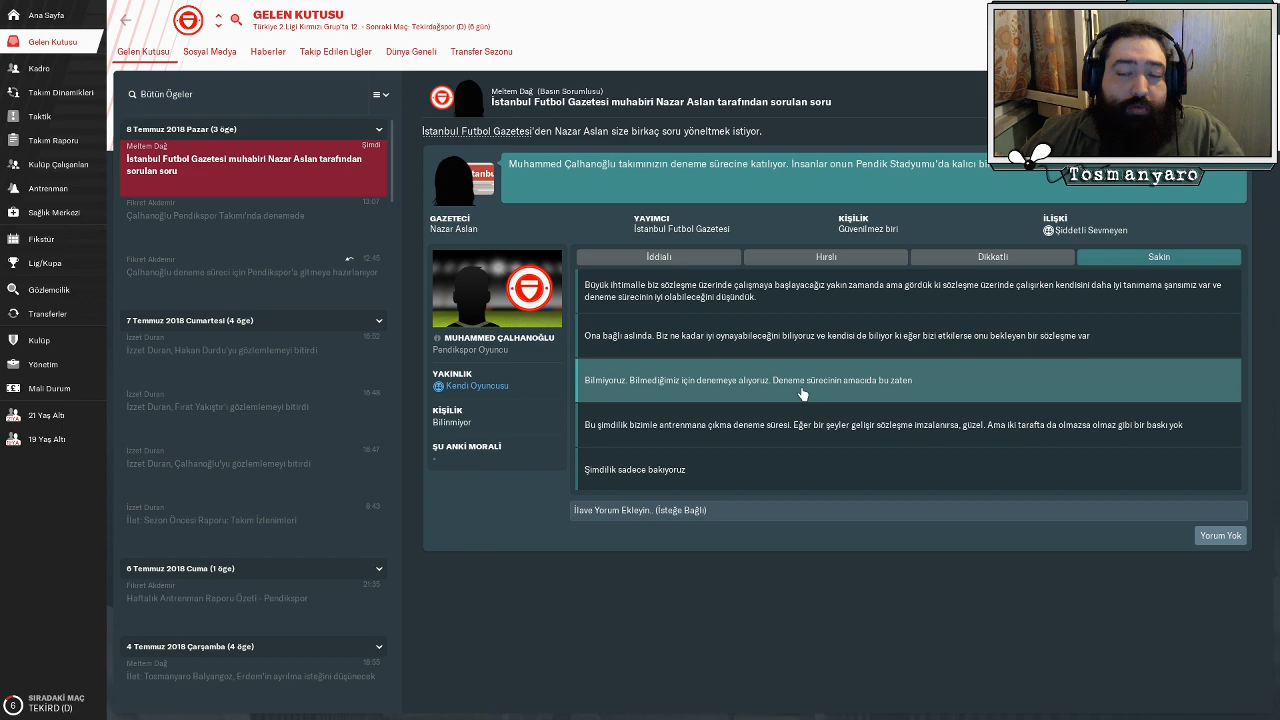 Ana Sayfa
Gelen Kutusu
Kadro
Takım Dinamikleri
Taktik
Takım Raporu
Kulüp Çalışanları
Antrenman
Sağlık Merkezi
Fikstür
Lig/Kupa
Gözlemcilik
Transferler
Kulüp
Yönetim
Mali Durum
21 Yaş Altı
19 Yaş Altı
6
SIRADAKİ MAÇ
TEKİRD (D)
GELEN KUTUSU
Türkiye 2.Ligi Kırmızı Grup'ta 12. - Sonraki Maç: Tekirdağspor (D) (6 gün)
Gelen Kutusu Sosyal Medya Haberler Takip Edilen Ligler Dünya Geneli Transfer Sezonu
Bütün Ögeler
8 Temmuz 2018 Pazar (3 öge)
Meltem Dağ Şimdi
İstanbul Futbol Gazetesi muhabiri Nazar Aslan tarafından
sorulan soru
Fikret Akdemir 13:07
Çalhanoğlu Pendikspor Takımı'nda denemede
Fikret Akdemir 12:45
Çalhanoğlu deneme süreci için Pendikspor'a gitmeye hazırlanıyor
7 Temmuz 2018 Cumartesi (4 öge)
İzzet Duran 16:52
İzzet Duran, Hakan Durdu'yu gözlemlemeyi bitirdi
İzzet Duran 16:48
İzzet Duran, Fırat Yakıştır'ı gözlemlemeyi bitirdi
İzzet Duran 16:47
İzzet Duran, Çalhanoğlu'yu gözlemlemeyi bitirdi
İzzet Duran 8:43
İlet: Sezon Öncesi Raporu: Takım İzlenimleri
6 Temmuz 2018 Cuma (1 öge)
Fikret Akdemir 21:35
Haftalık Antrenman Raporu Özeti - Pendikspor
4 Temmuz 2018 Çarşamba (4 öge)
Meltem Dağ 18:55
İlet: Tosmanyaro Balyangoz, Erdem'in ayrılma isteğini düşünecek
Meltem Dağ (Basın Sorumlusu)
İstanbul Futbol Gazetesi muhabiri Nazar Aslan tarafından sorulan soru
İstanbul Futbol Gazetesi'den Nazar Aslan size birkaç soru yöneltmek istiyor.
Muhammed Çalhanoğlu takımınızın deneme sürecine katılıyor. İnsanlar onun Pendik Stadyumu'da kalıcı
GAZETECİ YAYIMCI KİŞİLİK İLİŞKİ
Nazar Aslan İstanbul Futbol Gazetesi Güvenilmez biri Şiddetli Sevmeyen
MUHAMMED ÇALHANOĞLU
Pendikspor Oyuncu
YAKINLIK
Kendi Oyuncusu
KİŞİLİK
Bilinmiyor
ŞU ANKİ MORALİ
-
İddialı Hırslı Dikkatli Sakin
Büyük ihtimalle biz sözleşme üzerinde çalışmaya başlayacağız yakın zamanda ama gördük ki sözleşme üzerinde çalışırken kendisini daha iyi tanıma şansımız var ve
deneme sürecinin iyi olabileceğini düşündük.
Ona bağlı aslında. Biz ne kadar iyi oynayabileceğini biliyoruz ve kendisi de biliyor ki eğer bizi etkilerse onu bekleyen bir sözleşme var
Bilmiyoruz. Bilmediğimiz için denemeye alıyoruz. Deneme sürecinin amacıda bu zaten
Bu şimdilik bizimle antrenmana çıkma deneme süresi. Eğer bir şeyler gelişir sözleşme imzalanırsa, güzel. Ama iki tarafta da olmazsa olmaz gibi bir baskı yok
Şimdilik sadece bakıyoruz
İlave Yorum Ekleyin.. (İsteğe Bağlı)
Yorum Yok
Tosmanyaro